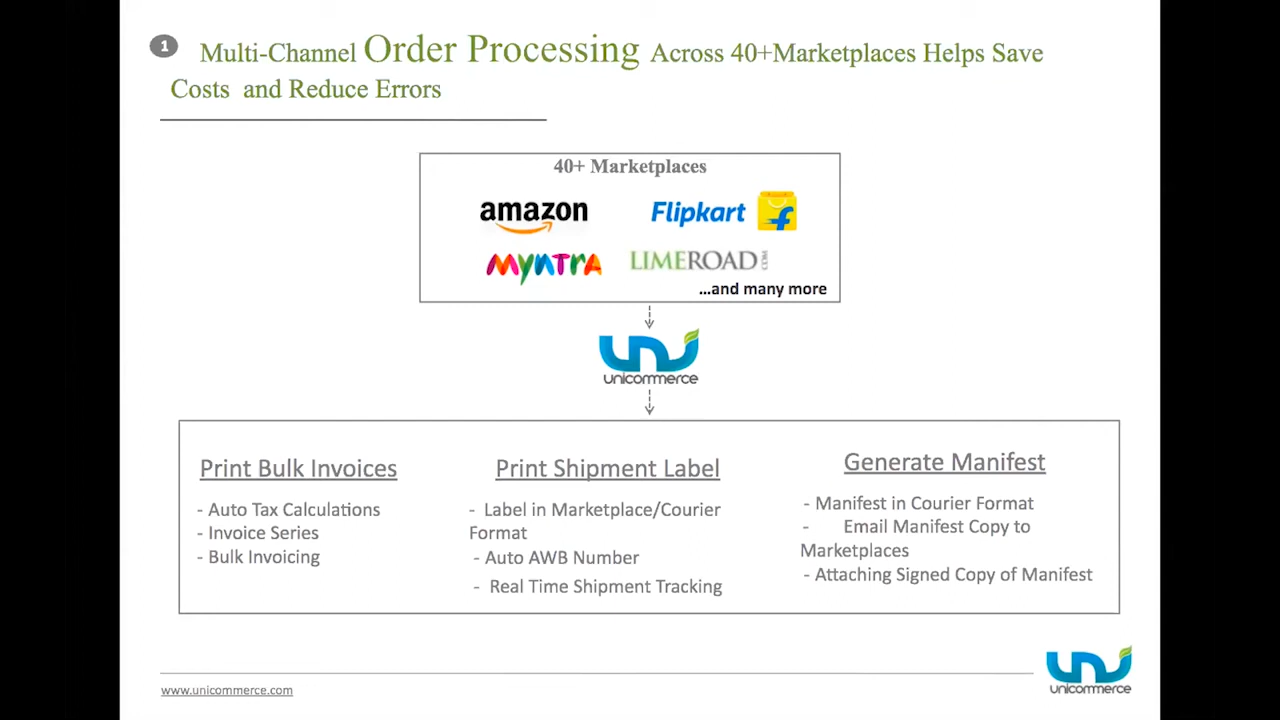 1
Multi-Channel Order Processing Across 40+Marketplaces Helps Save
Costs and Reduce Errors
40+ Marketplaces
amazon
Flipkart
Myntra
LIMEROAD.COM
...and many more
unicommerce
Print Bulk Invoices
- Auto Tax Calculations
- Invoice Series
- Bulk Invoicing
Print Shipment Label
- Label in Marketplace/Courier
Format
- Auto AWB Number
- Real Time Shipment Tracking
Generate Manifest
- Manifest in Courier Format
- Email Manifest Copy to
Marketplaces
- Attaching Signed Copy of Manifest
www.unicommerce.com
unicommerce